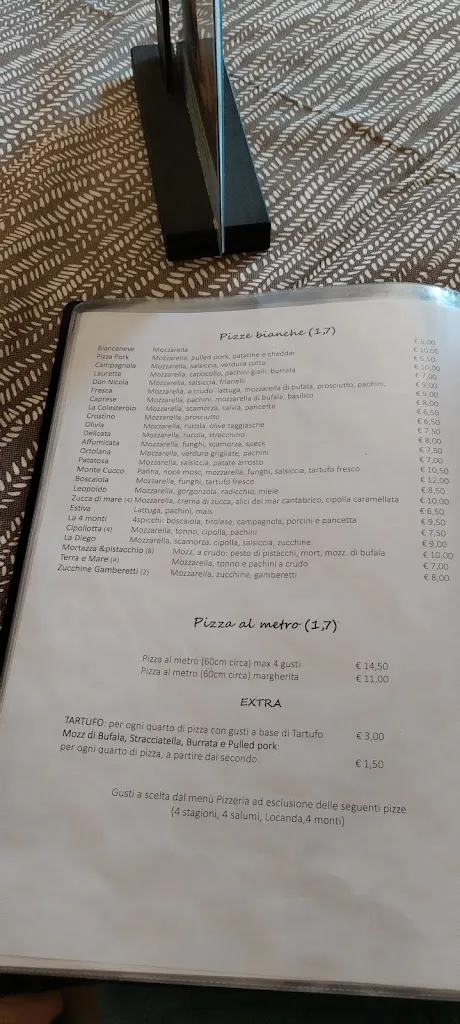 Pizze bianche (1,7)
Biancaneve Mozzarella € 5,00
Pizza Pork Mozzarella, pulled pork, patatine e cheddar € 10,00
Campagnola Mozzarella, salsiccia, verdura cotta € 6,50
Lauretta Mozzarella, capocollo, pachini gialli, burrata € 10,00
Don Nicola Mozzarella, salsiccia, friarielli € 7,00
Fresca Mozzarella, a crudo: lattuga, mozzarella di bufala, prosciutto, pachini, € 9,00
Caprese Mozzarella, pachini, mozzarella di bufala, basilico € 9,00
La Colesterolo Mozzarella, scamorza, salvia, pancetta € 8,00
Crostino Mozzarella, prosciutto € 6,50
Olivia Mozzarella, rucola, olive taggiasche € 6,50
Delicata Mozzarella, rucola, stracchino € 7,50
Affumicata Mozzarella, funghi, scamorza, speck € 8,00
Ortolana Mozzarella, verdure grigliate, pachini € 7,50
Patatosa Mozzarella, salsiccia, patate arrosto € 7,00
Monte Cucco Panna, noce mosc, mozzarella, funghi, salsiccia, tartufo fresco € 10,50
Boscaiola Mozzarella, funghi, tartufo fresco € 12,00
Leopoldo Mozzarella, gorgonzola, radicchio, miele € 8,50
Zucca di mare (4) Mozzarella, crema di zucca, alici del mar cantabrico, cipolla caramellata € 10,00
Estiva Lattuga, pachini, mais € 6,50
La 4 monti 4spicchi: boscaiola, tirolese, campagnola, porcini e pancetta € 9,50
Cipollotta (4) Mozzarella, tonno, cipolla, pachini € 7,50
La Diego Mozzarella, scamorza, cipolla, salsiccia, zucchine € 9,00
Mortazza &pistacchio (8) Mozz. a crudo: pesto di pistacchi, mort, mozz. di bufala € 10,00
Terra e Mare (4) Mozzarella, tonno e pachini a crudo € 7,00
Zucchine Gamberetti (2) Mozzarella, zucchine, gamberetti € 8,00
Pizza al metro (1,7)
Pizza al metro (60cm circa) max 4 gusti € 14,50
Pizza al metro (60cm circa) margherita € 11,00
EXTRA
TARTUFO: per ogni quarto di pizza con gusti a base di Tartufo € 3,00
Mozz di Bufala, Stracciatella, Burrata e Pulled pork:
per ogni quarto di pizza, a partire dal secondo € 1,50
Gusti a scelta dal menù Pizzeria ad esclusione delle seguenti pizze
(4 stagioni, 4 salumi, Locanda,4 monti)